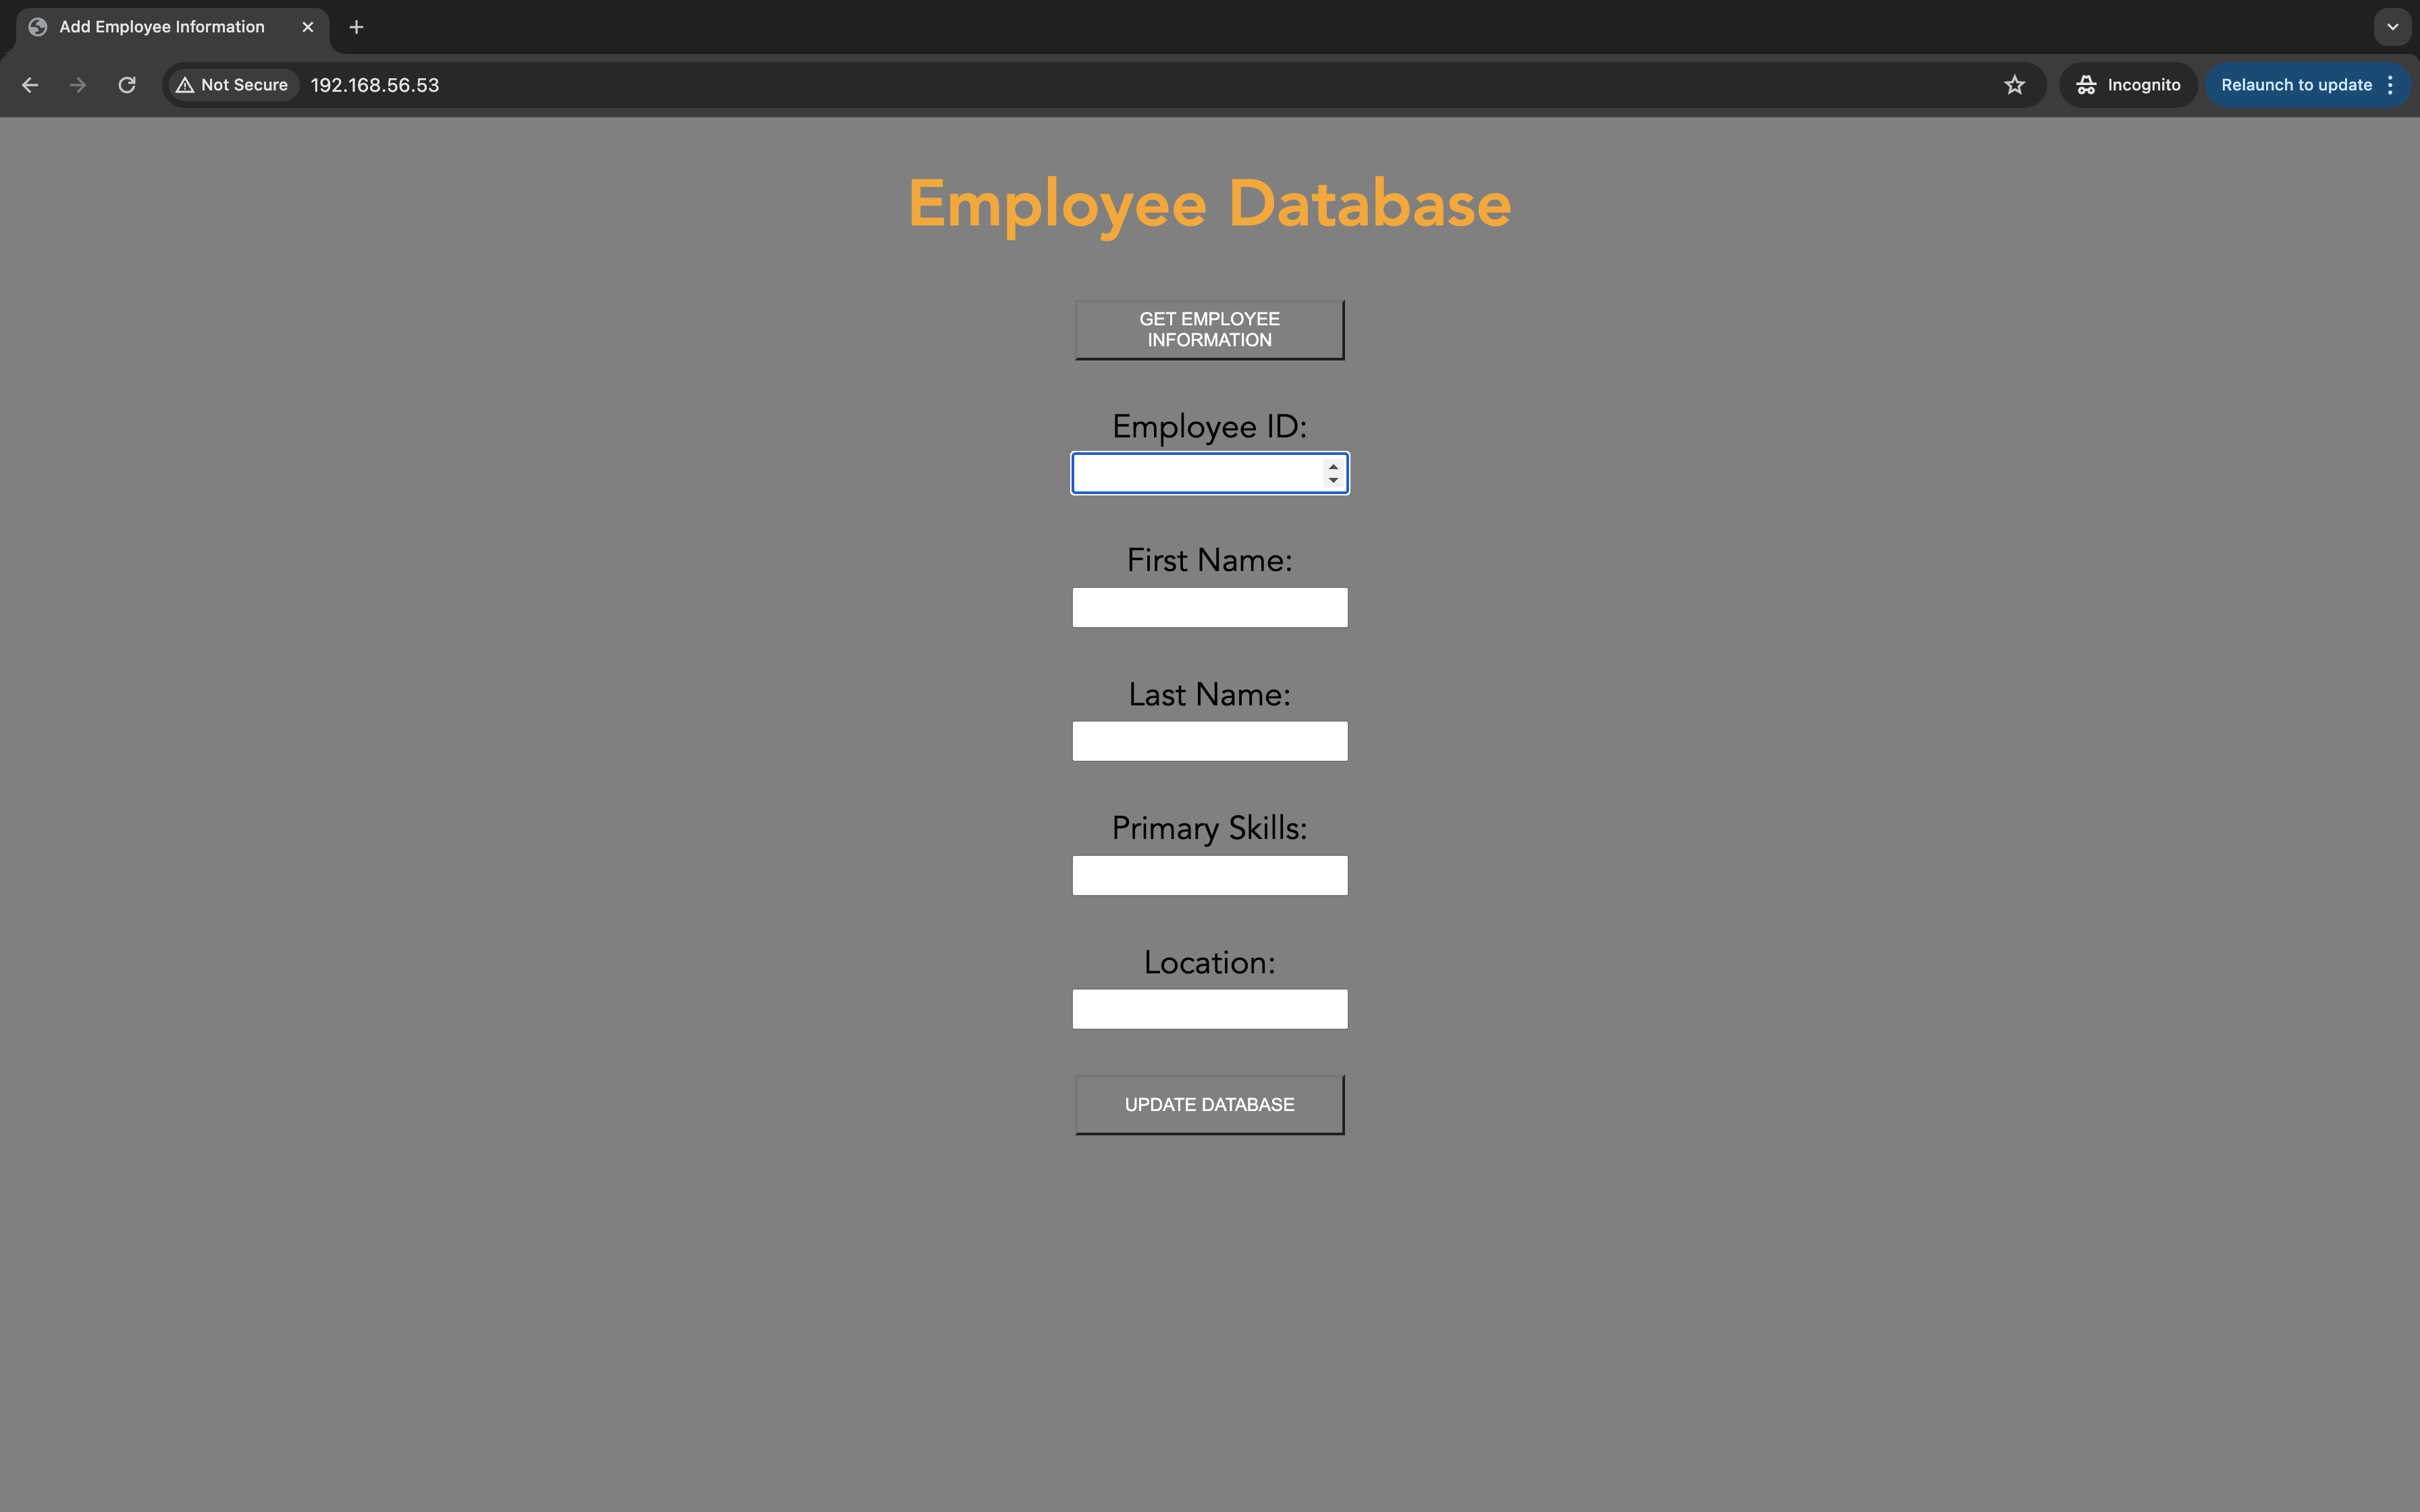 Add Employee Information
Not Secure 192.168.56.53
Incognito
Relaunch to update
Employee Database
GET EMPLOYEE
INFORMATION
Employee ID:
First Name:
Last Name:
Primary Skills:
Location:
UPDATE DATABASE